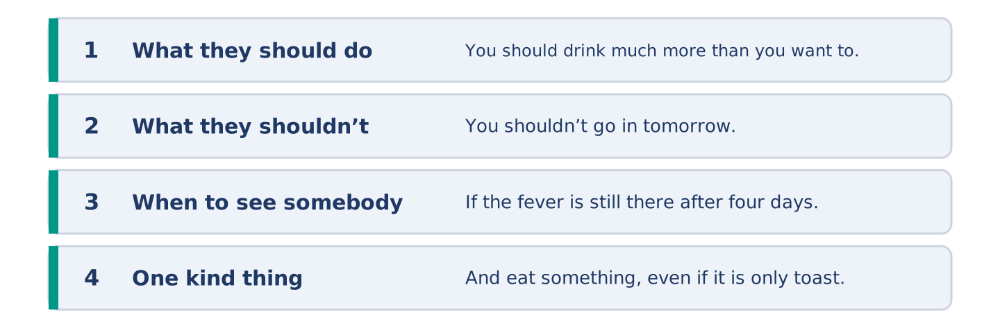 1 What they should do You should drink much more than you want to.
2 What they shouldn’t You shouldn’t go in tomorrow.
3 When to see somebody If the fever is still there after four days.
4 One kind thing And eat something, even if it is only toast.